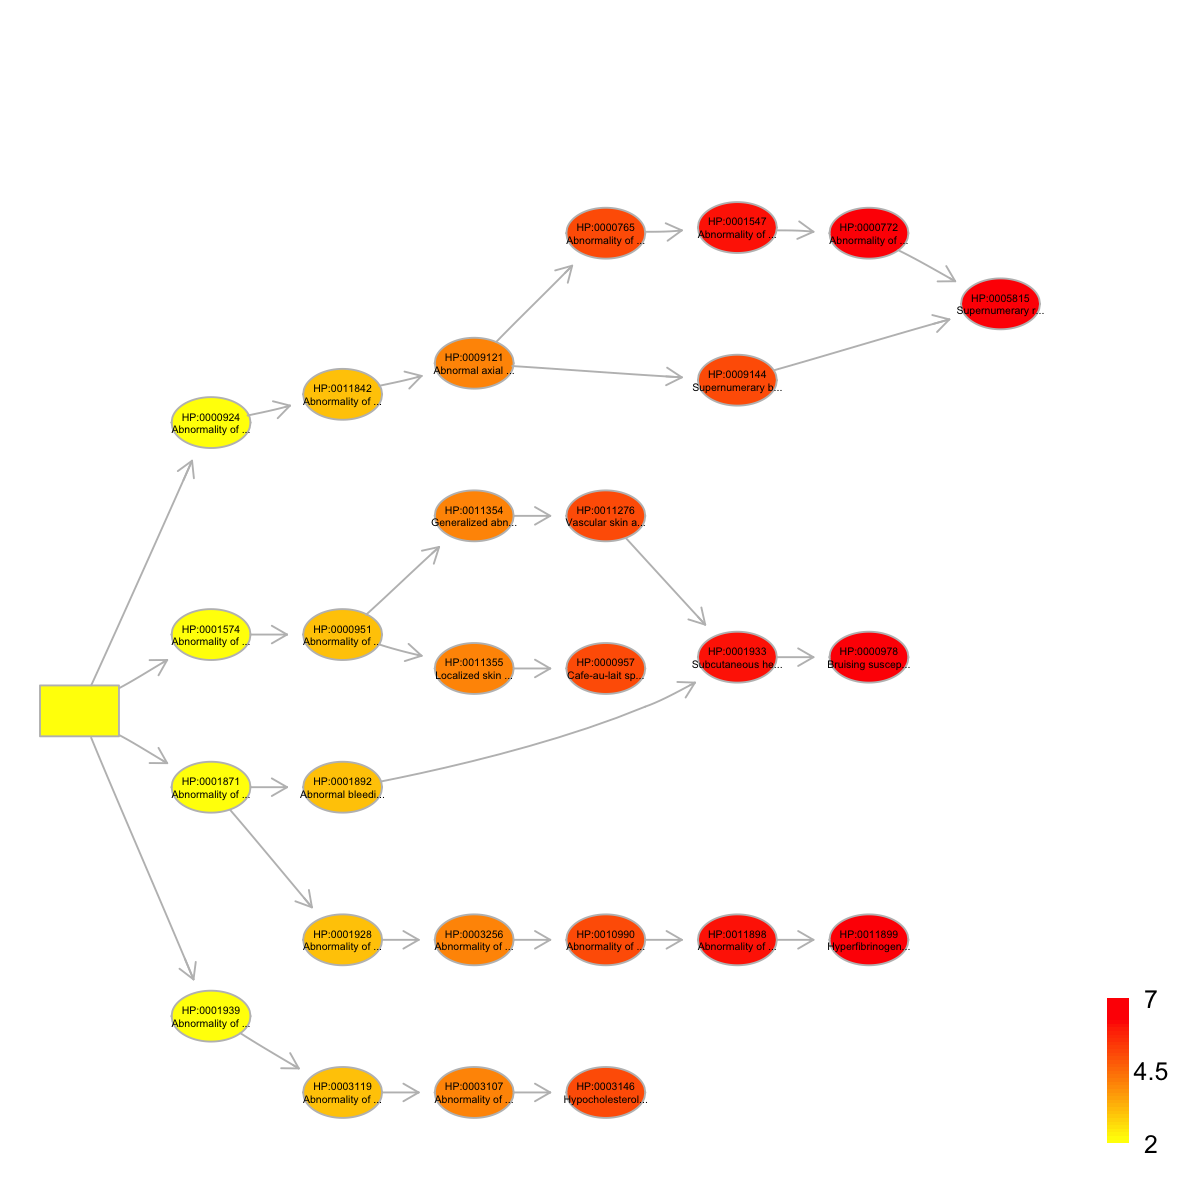 HP:0000765
Abnormality of ...
HP:0001547
Abnormality of ...
HP:0000772
Abnormality of ...
HP:0005815
Supernumerary r...
HP:0009121
Abnormal axial ...
HP:0009144
Supernumerary b...
HP:0011842
Abnormality of ...
HP:0000924
Abnormality of ...
HP:0011354
Generalized abn...
HP:0011276
Vascular skin a...
HP:0001574
Abnormality of ...
HP:0000951
Abnormality of ...
HP:0011355
Localized skin ...
HP:0000957
Cafe-au-lait sp...
HP:0001933
Subcutaneous he...
HP:0000978
Bruising suscep...
HP:0001871
Abnormality of ...
HP:0001892
Abnormal bleedi...
HP:0001928
Abnormality of ...
HP:0003256
Abnormality of ...
HP:0010990
Abnormality of ...
HP:0011898
Abnormality of ...
HP:0011899
Hyperfibrinogen...
HP:0001939
Abnormality of ...
HP:0003119
Abnormality of ...
HP:0003107
Abnormality of ...
HP:0003146
Hypocholesterol...
7
4.5
2